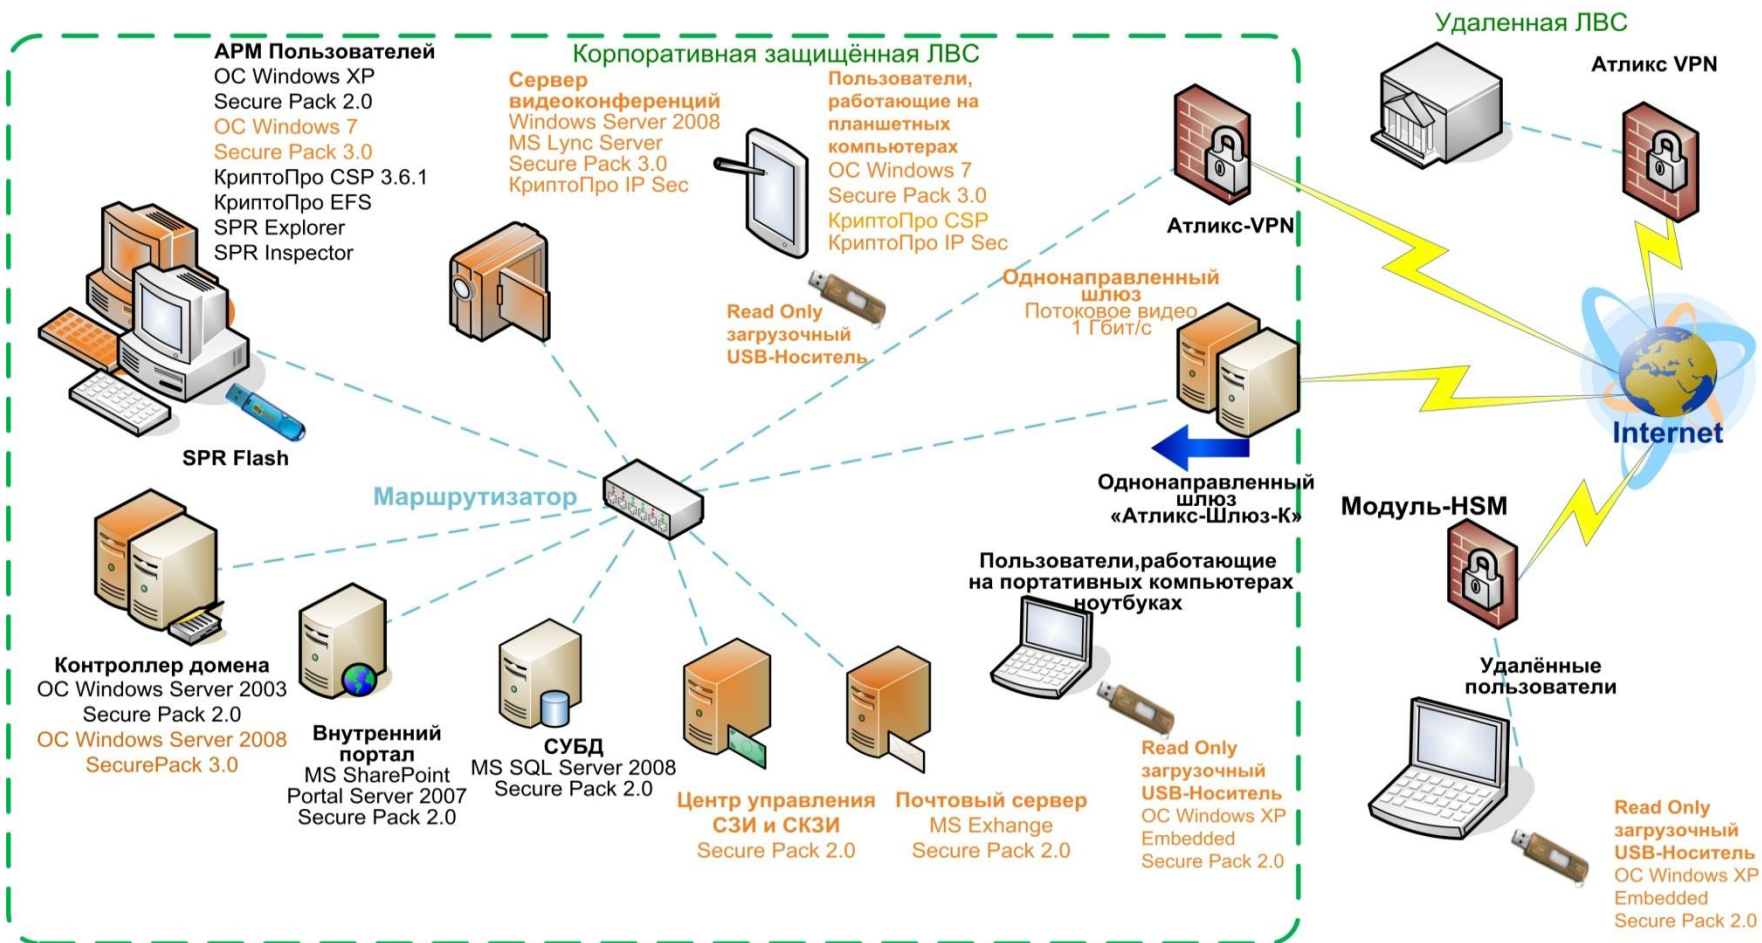 Удаленная ЛВС
Корпоративная защищённая ЛВС
АРМ Пользователей
ОС Windows XP
Secure Pack 2.0
ОС Windows 7
Secure Pack 3.0
КриптоПро CSP 3.6.1
КриптоПро EFS
SPR Explorer
SPR Inspector
SPR Flash
Сервер
видеоконференций
Windows Server 2008
MS Lync Server
Secure Pack 3.0
КриптоПро IP Sec
Пользователи,
работающие на
планшетных
компьютерах
ОС Windows 7
Secure Pack 3.0
КриптоПро CSP
КриптоПро IP Sec
Read Only
загрузочный
USB-Носитель
Атликс-VPN
Атликс VPN
Однонаправленный
шлюз
Потоковое видео
1 Гбит/с
Internet
Однонаправленный
шлюз
«Атликс-Шлюз-К»
Маршрутизатор
Модуль-HSM
Пользователи,работающие
на портативных компьютерах
ноутбуках
Контроллер домена
ОС Windows Server 2003
Secure Pack 2.0
ОС Windows Server 2008
SecurePack 3.0
Внутренний
портал
MS SharePoint
Portal Server 2007
Secure Pack 2.0
СУБД
MS SQL Server 2008
Secure Pack 2.0
Центр управления
СЗИ и СКЗИ
Secure Pack 2.0
Почтовый сервер
MS Exhange
Secure Pack 2.0
Read Only
загрузочный
USB-Носитель
ОС Windows XP
Embedded
Secure Pack 2.0
Удалённые
пользователи
Read Only
загрузочный
USB-Носитель
ОС Windows XP
Embedded
Secure Pack 2.0